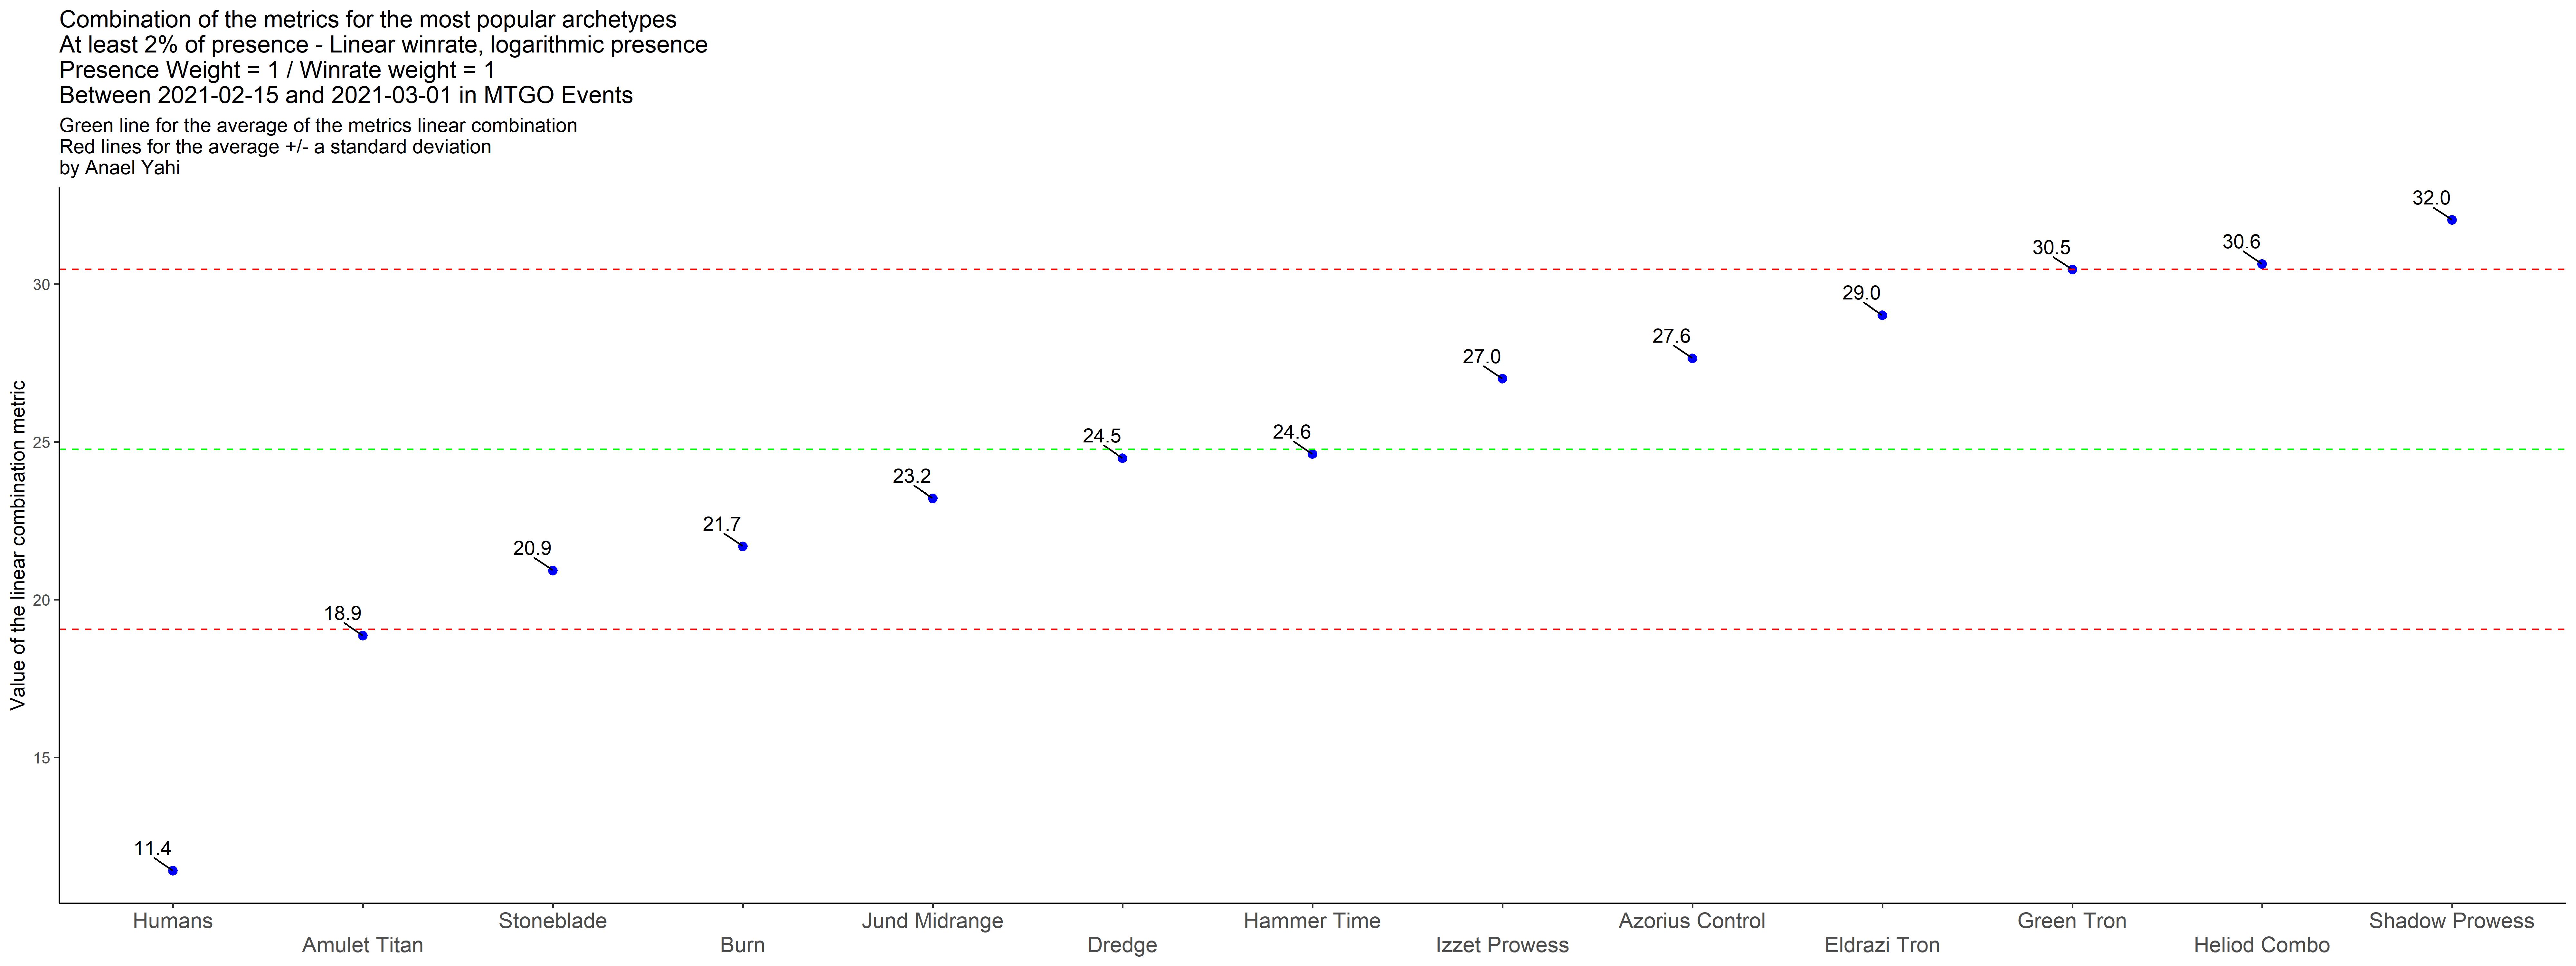 Combination of the metrics for the most popular archetypes
At least 2% of presence - Linear winrate, logarithmic presence
Presence Weight = 1 / Winrate weight = 1
Between 2021-02-15 and 2021-03-01 in MTGO Events
Green line for the average of the metrics linear combination
Red lines for the average +/- a standard deviation
by Anael Yahi
Value of the linear combination metric
30
25
20
15
11.4
18.9
20.9
21.7
23.2
24.5
24.6
27.0
27.6
29.0
30.5
30.6
32.0
Humans
Amulet Titan
Stoneblade
Burn
Jund Midrange
Dredge
Hammer Time
Izzet Prowess
Azorius Control
Eldrazi Tron
Green Tron
Heliod Combo
Shadow Prowess